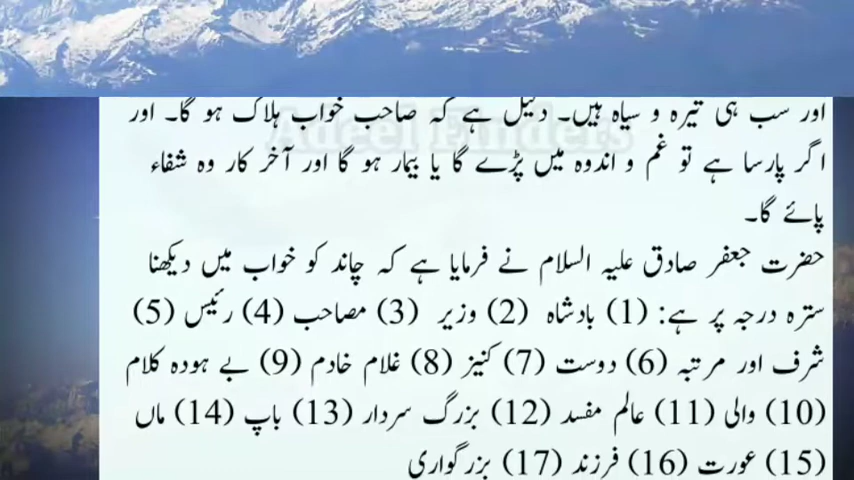 اور سب ہی تیرہ و سیاہ ہیں۔ دلیل ہے کہ صاحب خواب ہلاک ہو گا۔ اور
اگر پارسا ہے تو غم و اندوہ میں پڑے گا یا بیمار ہو گا اور آخر کار وہ شفاء
پائے گا۔
حضرت جعفر صادق علیہ السلام نے فرمایا ہے کہ چاند کو خواب میں دیکھنا
سترہ درجہ پر ہے: (1) بادشاہ (2) وزیر (3) مصاحب (4) رئیس (5)
شرف اور مرتبہ (6) دوست (7) کنیز (8) غلام خادم (9) بے ہودہ کلام
(10) والی (11) عالم مفسد (12) بزرگ سردار (13) باپ (14) ماں
(15) عورت (16) فرزند (17) بزرگواری
Adeel Finders